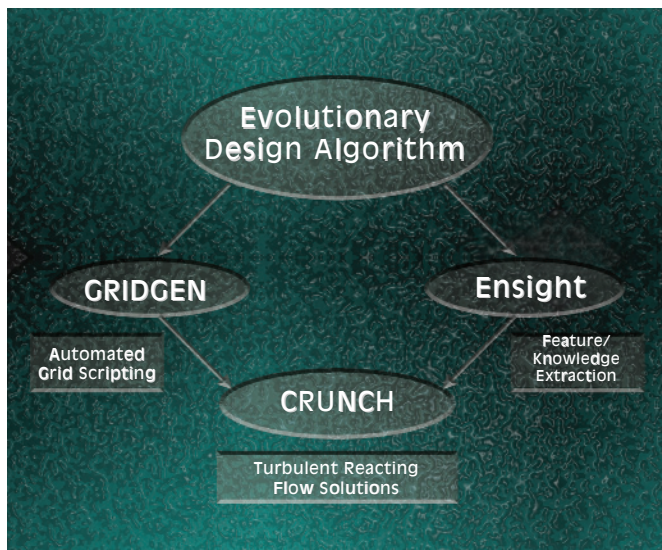 Evolutionary
Design Algorithm
GRIDGEN
Ensight
Automated
Grid Scripting
Feature/
Knowledge
Extraction
CRUNCH
Turbulent Reacting
Flow Solutions